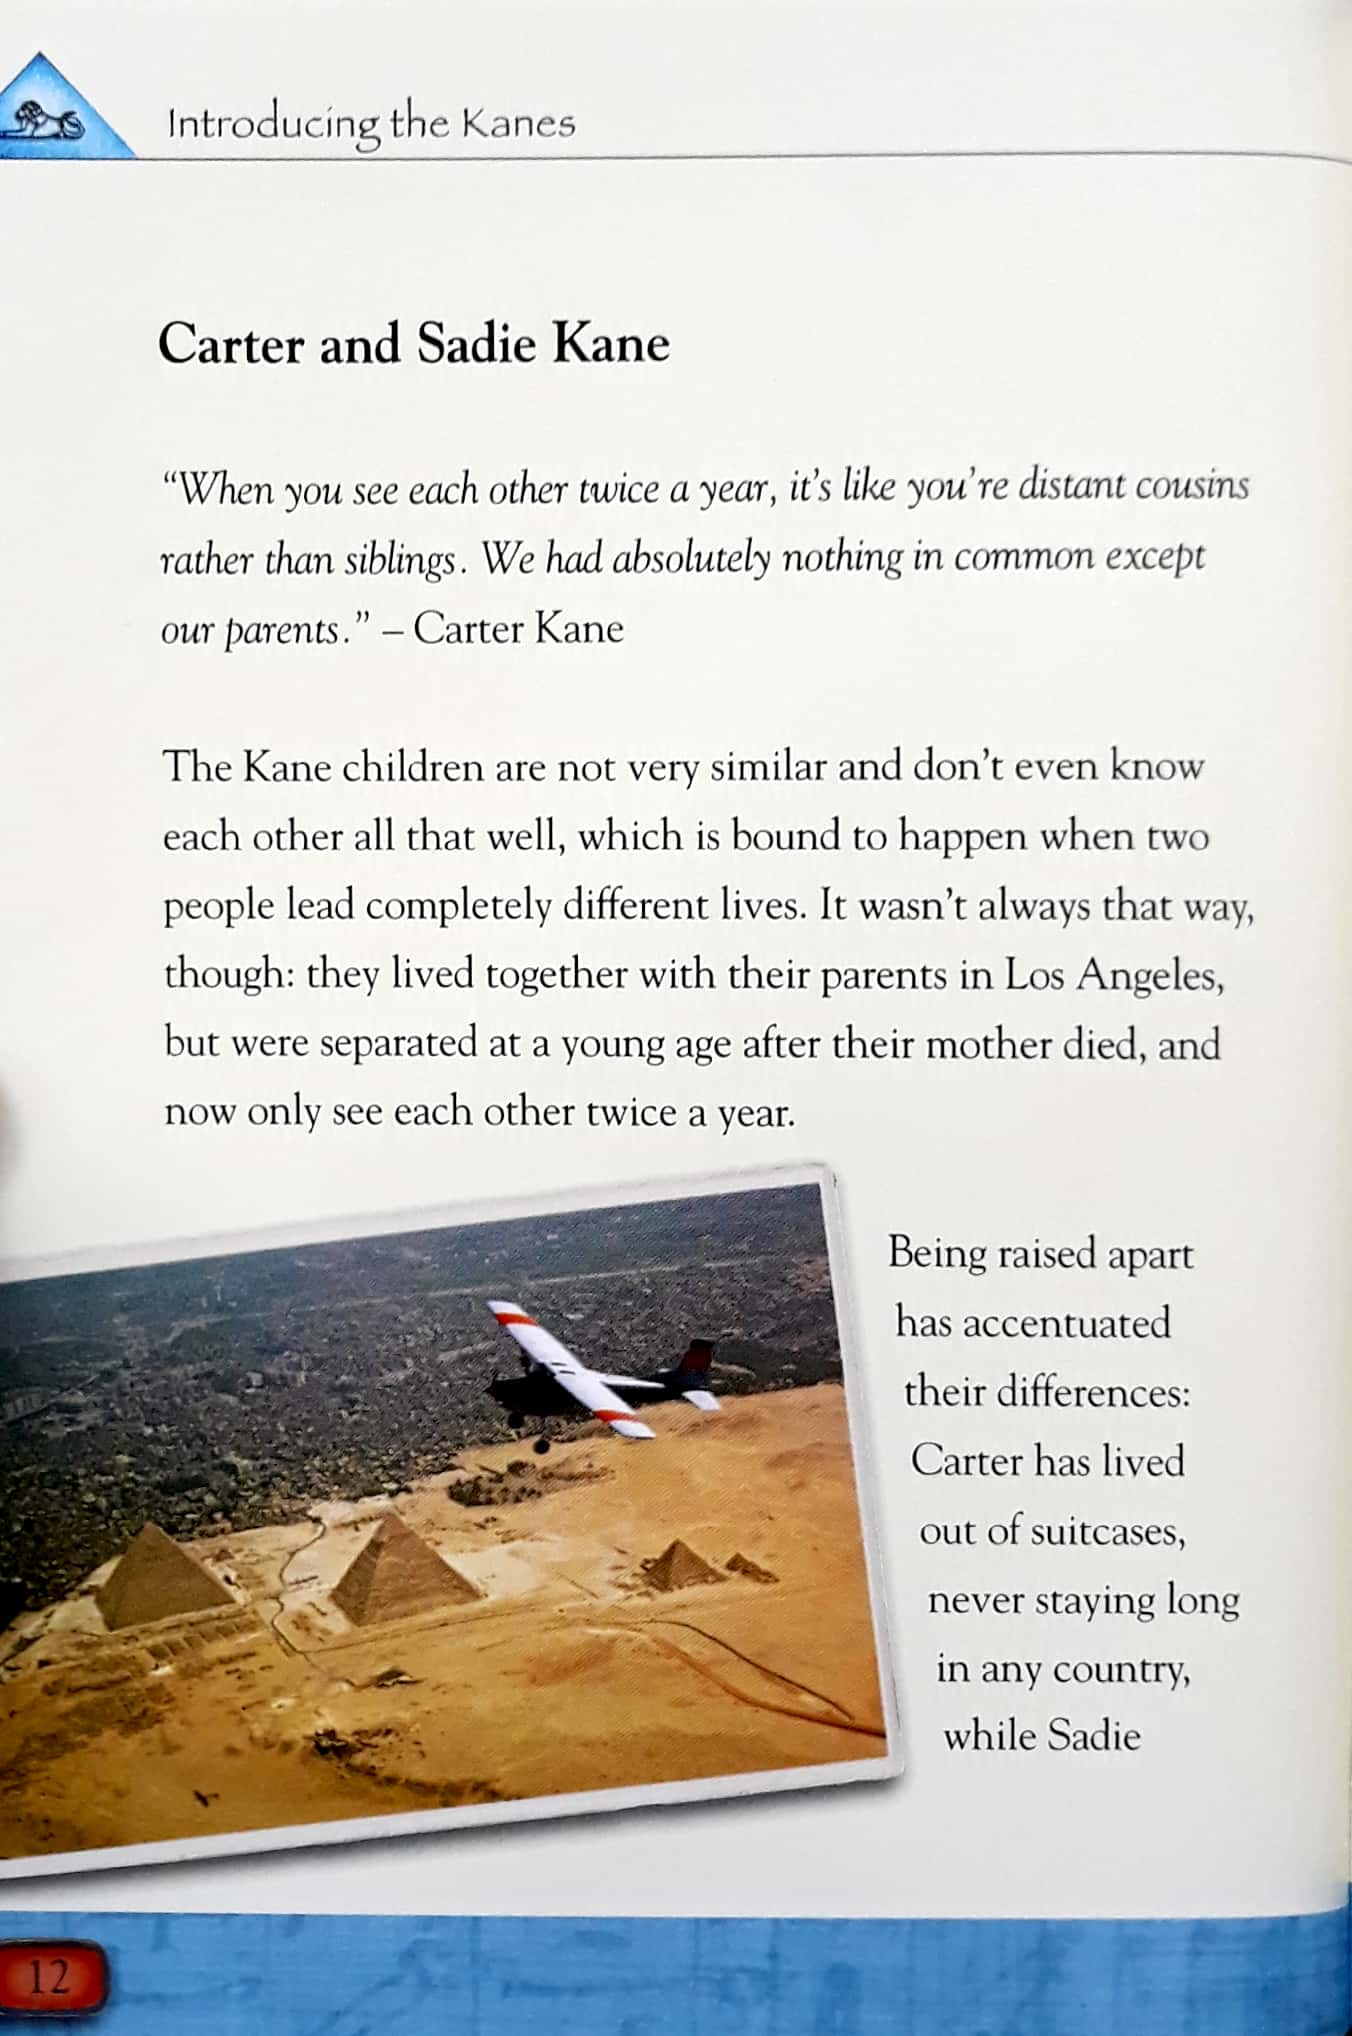 Introducing the Kanes
Carter and Sadie Kane
“When you see each other twice a year, it’s like you’re distant cousins
rather than siblings. We had absolutely nothing in common except
our parents.” – Carter Kane
The Kane children are not very similar and don’t even know
each other all that well, which is bound to happen when two
people lead completely different lives. It wasn’t always that way,
though: they lived together with their parents in Los Angeles,
but were separated at a young age after their mother died, and
now only see each other twice a year.
Being raised apart
has accentuated
their differences:
Carter has lived
out of suitcases,
never staying long
in any country,
while Sadie
12